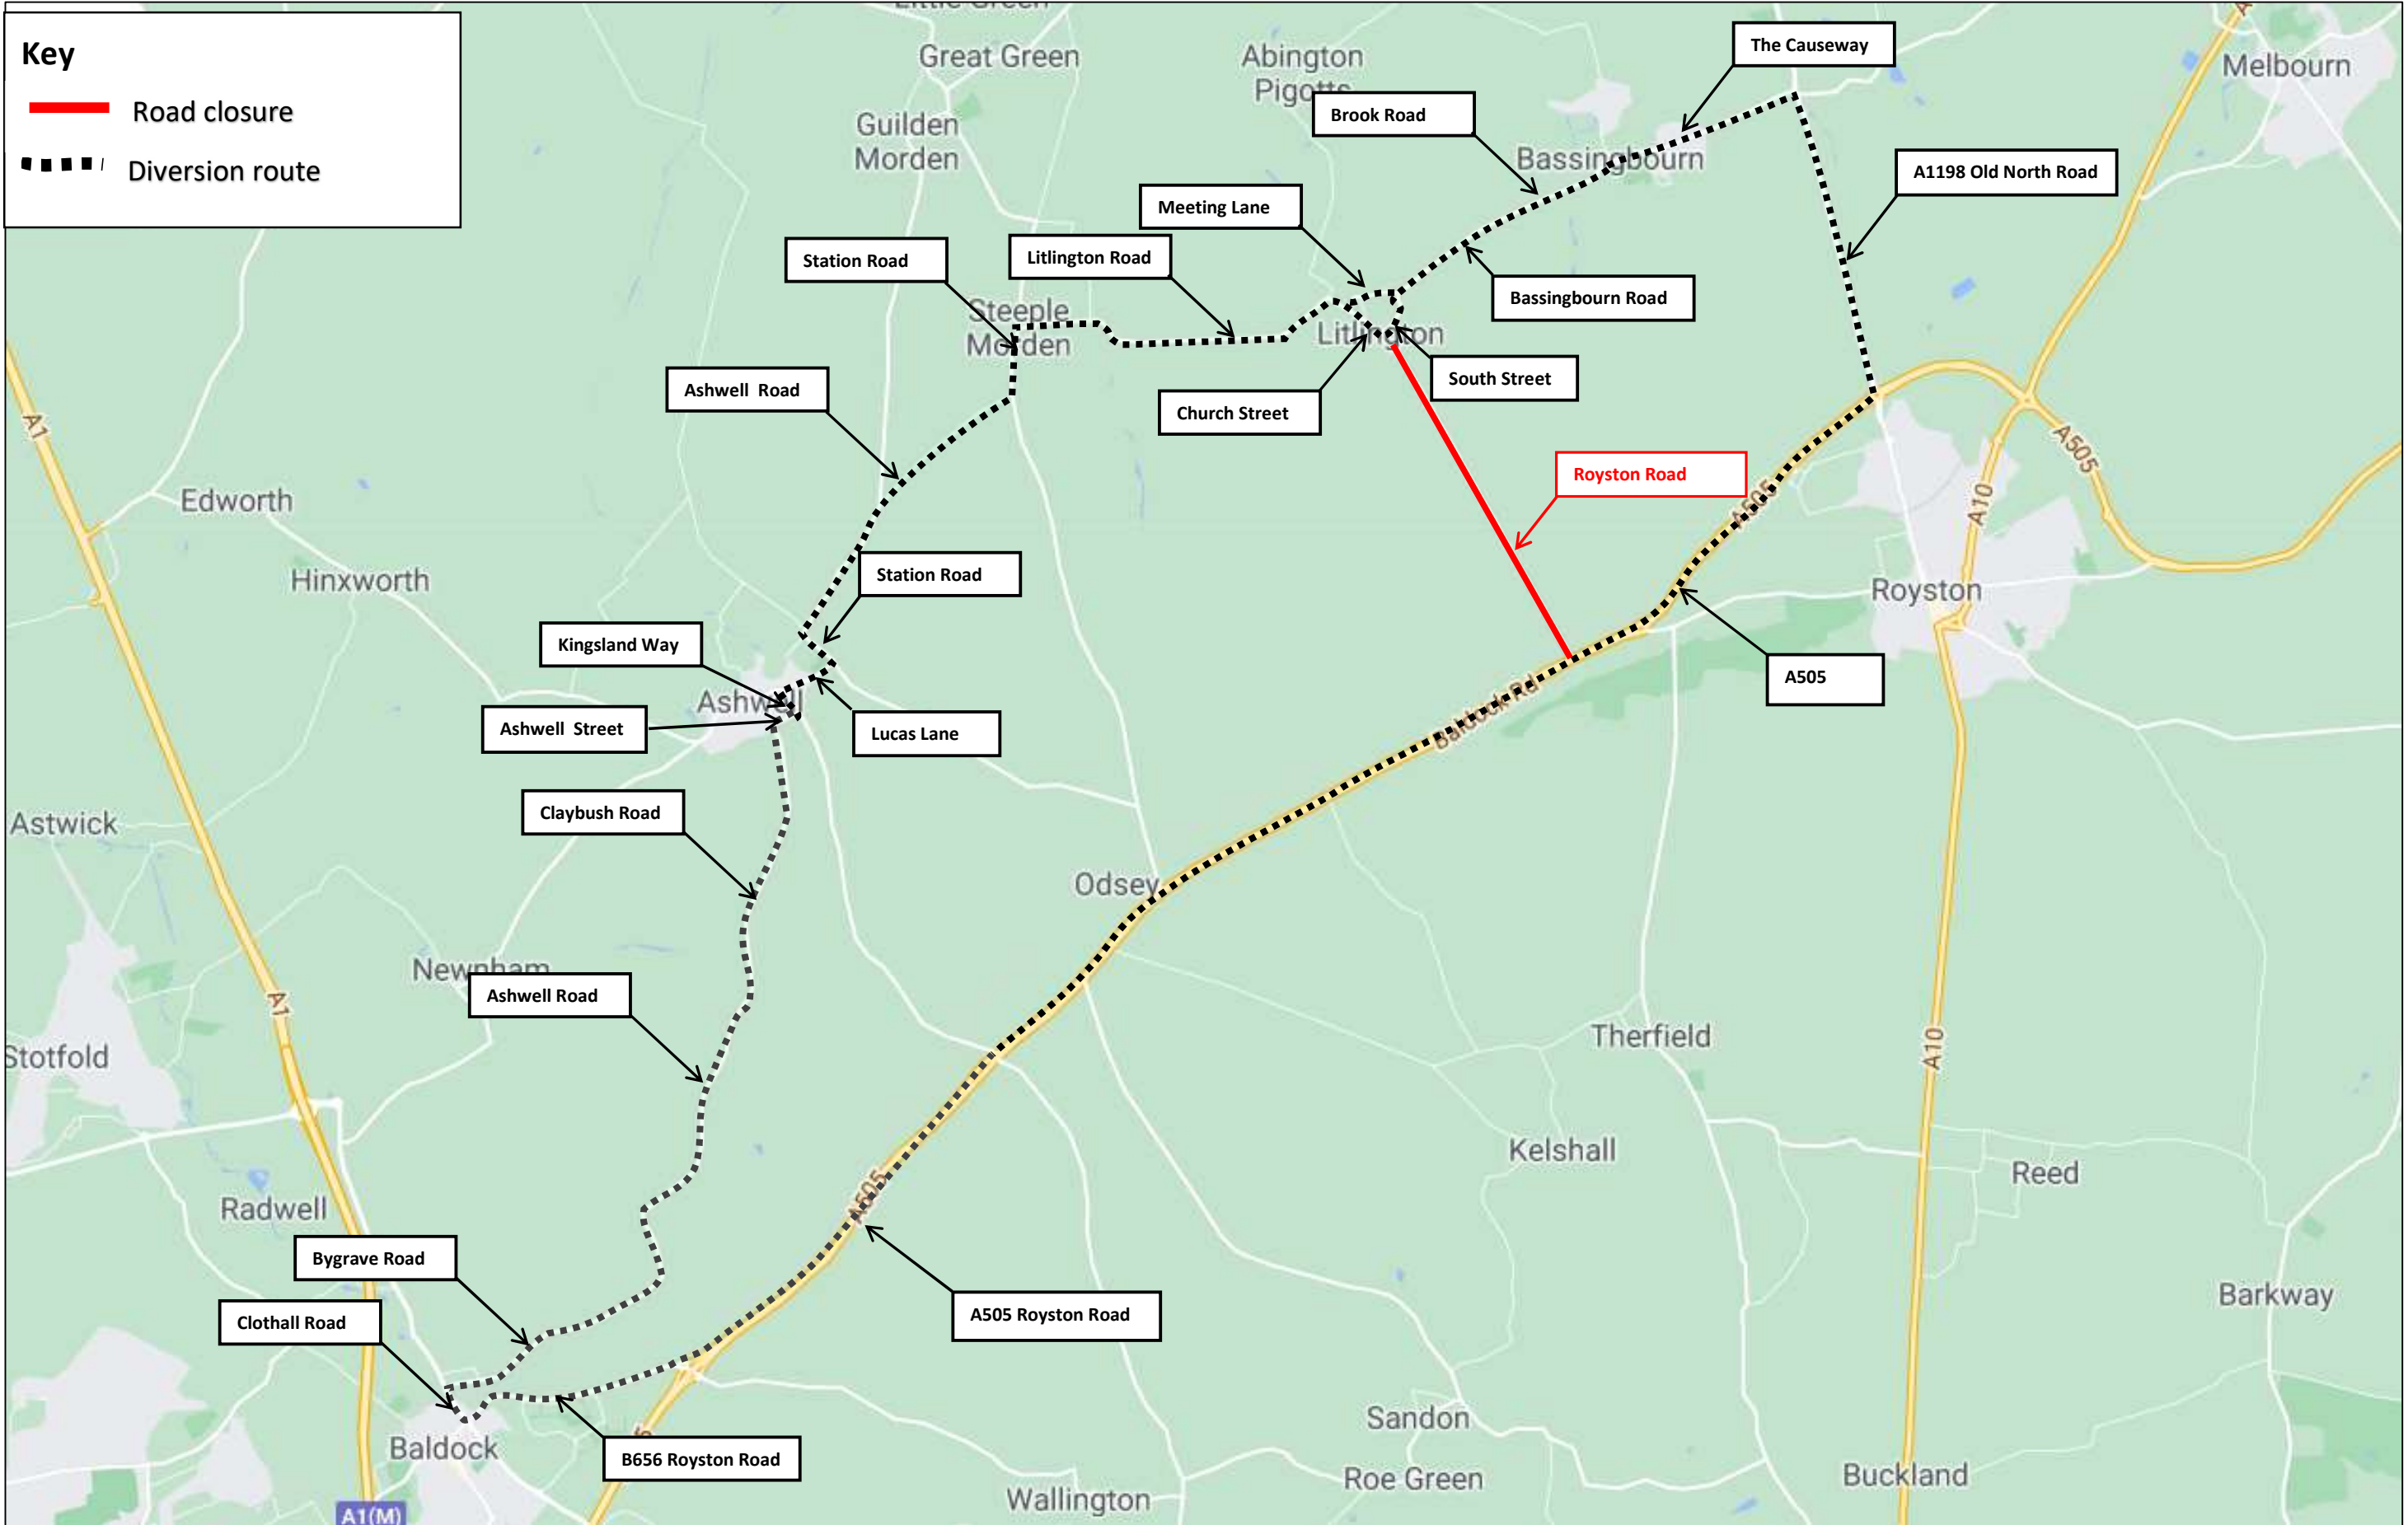 Little Green
Key
Road closure
Diversion route
Great Green
Abington
Pigotts
The Causeway
Melbourn
Brook Road
Guilden
Morden
Bassingbourn
A1198 Old North Road
Meeting Lane
Station Road
Litlington Road
Bassingbourn Road
Steeple
Morden
Litlington
South Street
Ashwell Road
Church Street
A1
A505
Royston Road
Edworth
A505
A10
Hinxworth
Station Road
Royston
Kingsland Way
A505
Ashwell
Baldock Rd
Ashwell Street
Lucas Lane
Claybush Road
Astwick
Odsey
Newnham
Ashwell Road
A1
Therfield
A10
Stotfold
Kelshall
Reed
A505
Radwell
Bygrave Road
Barkway
Clothall Road
A505 Royston Road
Sandon
Baldock
B656 Royston Road
Roe Green
Buckland
Wallington
A1(M)